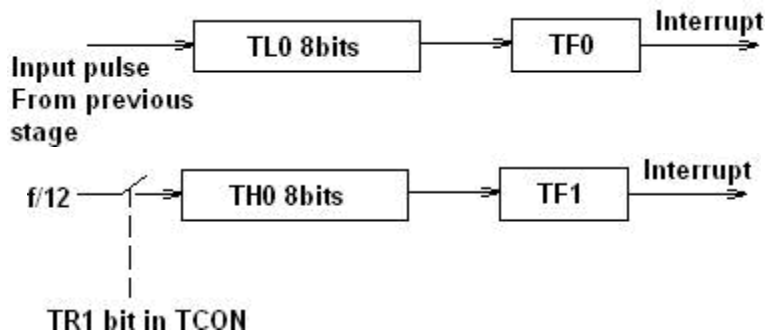 Interrupt
TL0 8bits
TF0
Input pulse
From previous
stage
Interrupt
f/12
TH0 8bits
TF1
TR1 bit in TCON